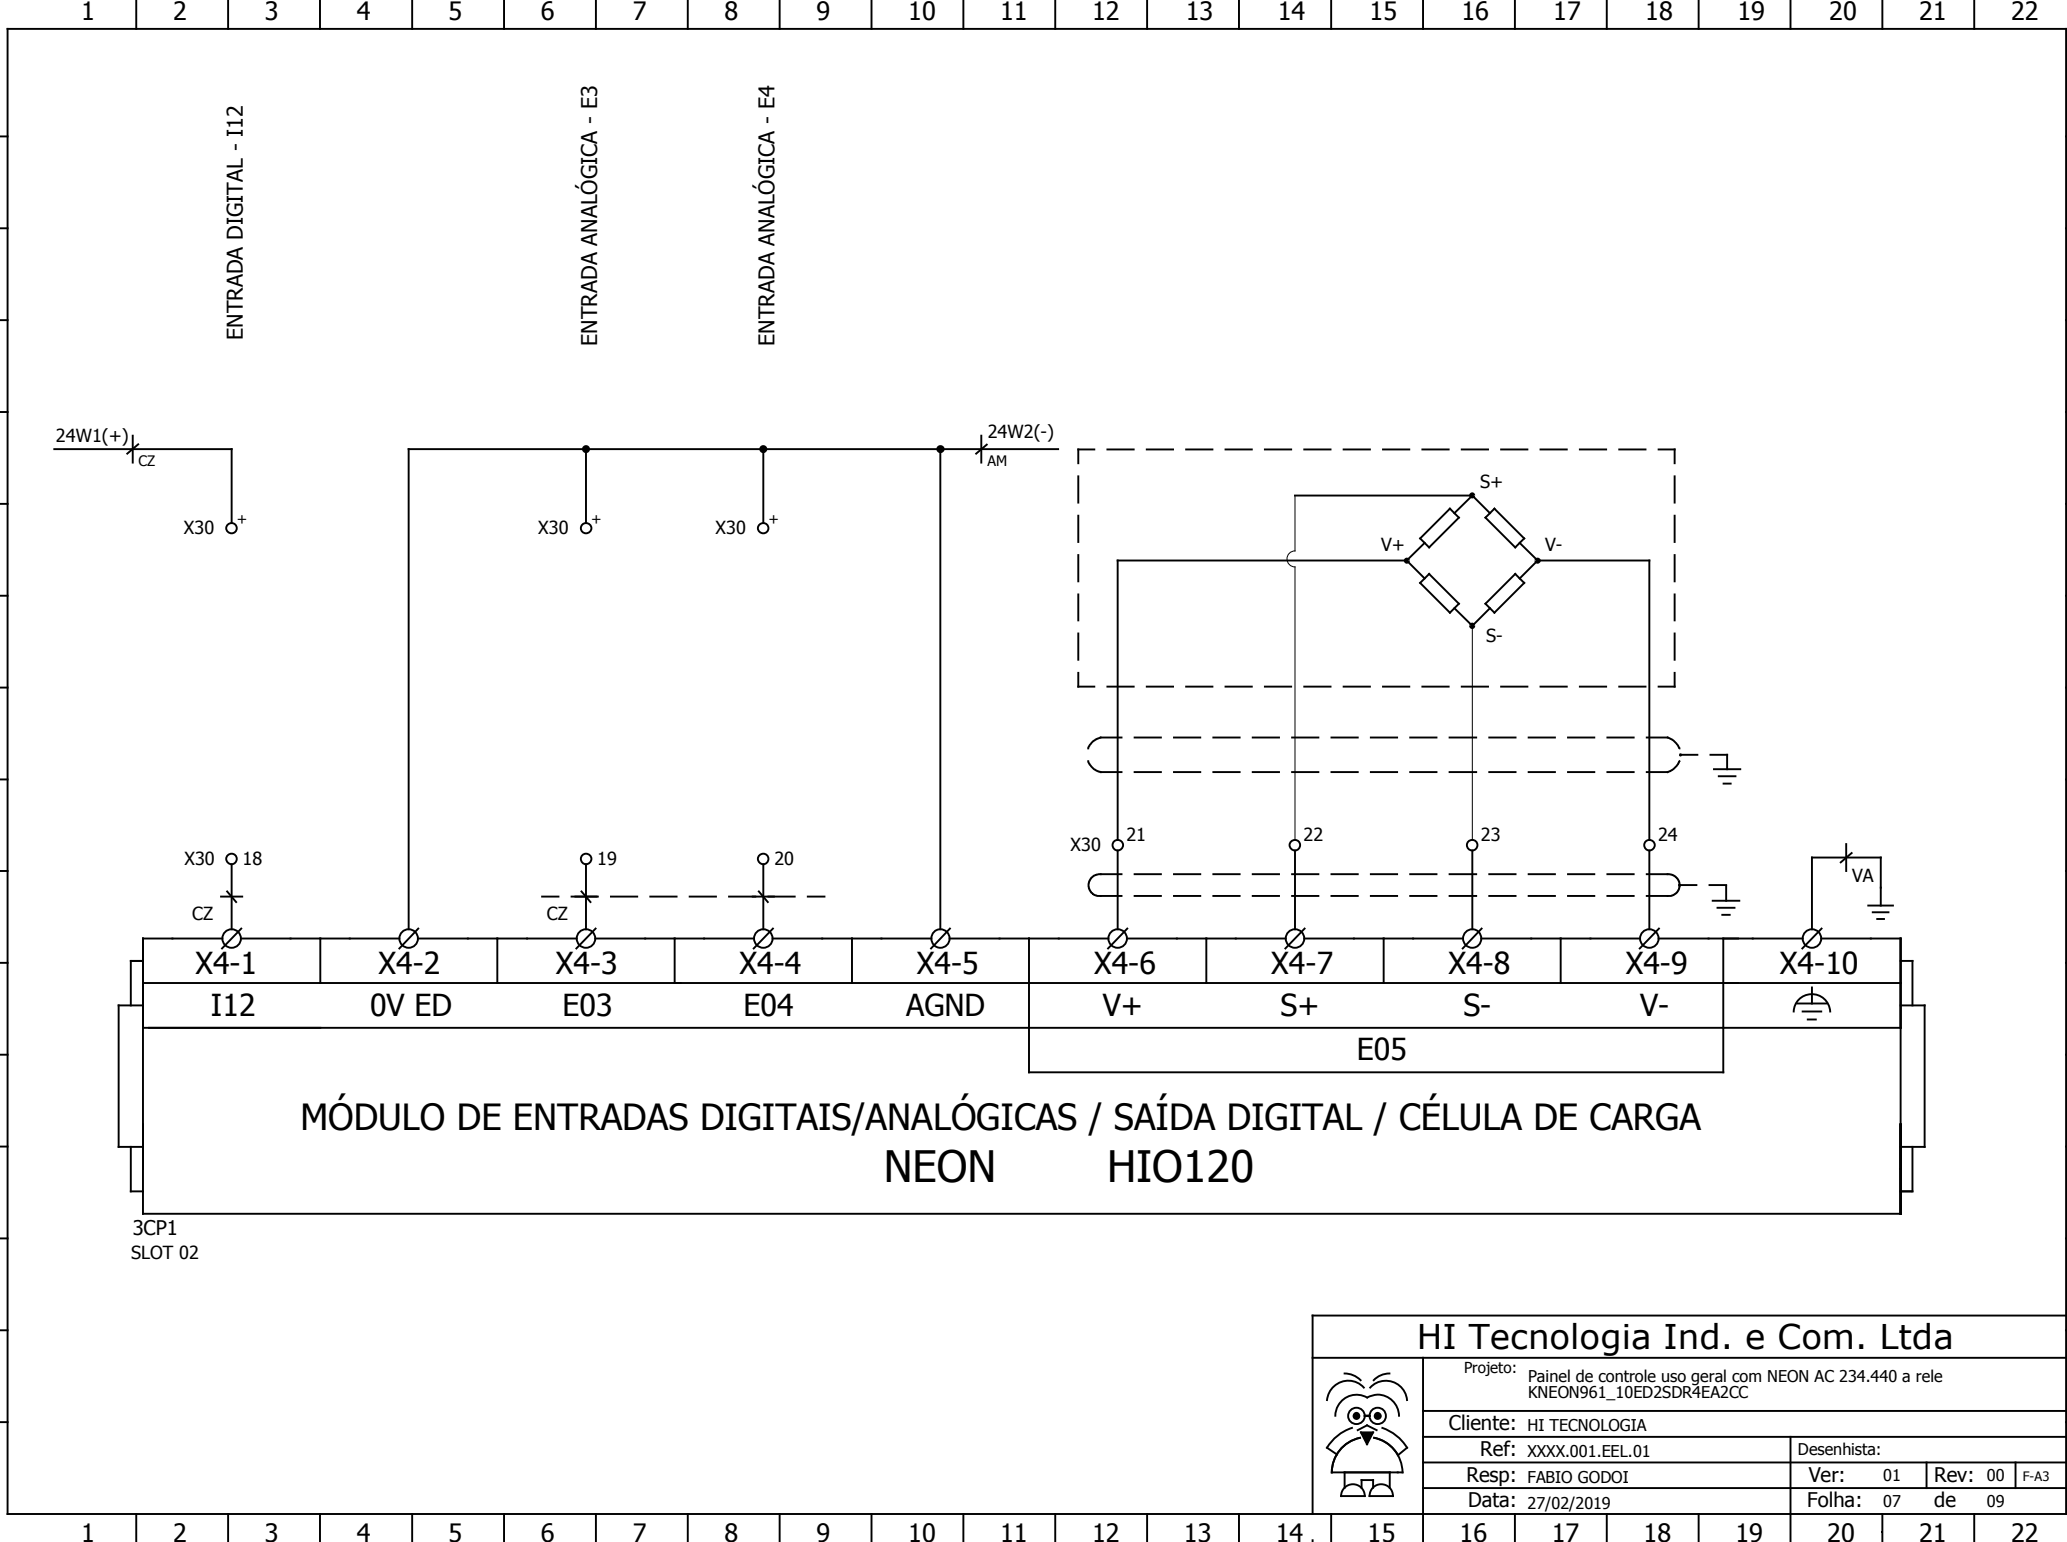 1 2 3 4 5 6 7 8 9 10 11 12 13 14 15 16 17 18 19 20 21 22
ENTRADA DIGITAL - I12
ENTRADA ANALÓGICA - E3
ENTRADA ANALÓGICA - E4
24W1(+)
CZ
24W2(-)
AM
X30 +
X30 +
X30 +
S+
V+
V-
S-
X30 18
19
20
X30 21
22
23
24
CZ
CZ
VA
X4-1 X4-2 X4-3 X4-4 X4-5 X4-6 X4-7 X4-8 X4-9 X4-10
I12 0V ED E03 E04 AGND V+ S+ S- V-
E05
MÓDULO DE ENTRADAS DIGITAIS/ANALÓGICAS / SAÍDA DIGITAL / CÉLULA DE CARGA
NEON HIO120
3CP1
SLOT 02
HI Tecnologia Ind. e Com. Ltda
Projeto: Painel de controle uso geral com NEON AC 234.440 a rele
KNEON961_10ED2SDR4EA2CC
Cliente: HI TECNOLOGIA
Ref: XXXX.001.EEL.01 Desenhista:
Resp: FABIO GODOI Ver: 01 Rev: 00 F-A3
Data: 27/02/2019 Folha: 07 de 09
1 2 3 4 5 6 7 8 9 10 11 12 13 14 15 16 17 18 19 20 21 22